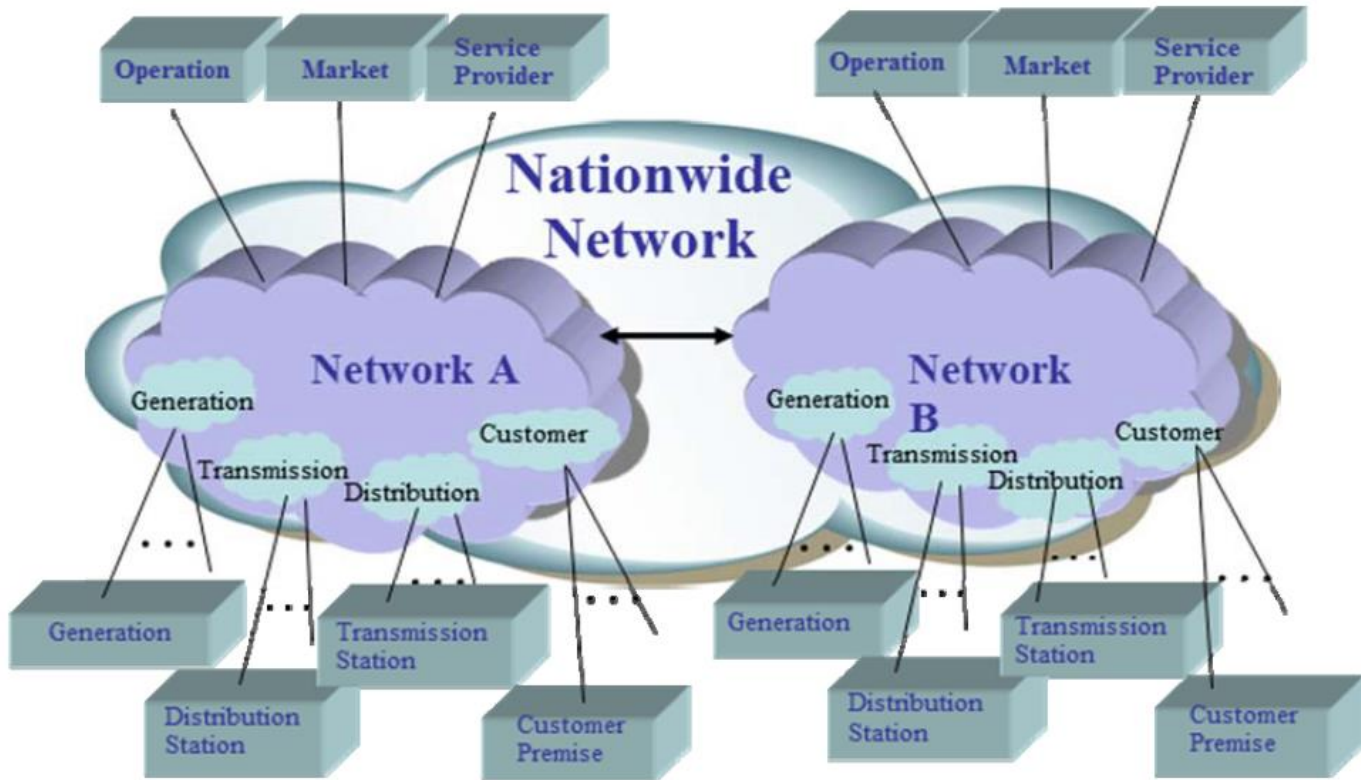 Operation
Market
Service
Provider
Operation
Market
Service
Provider
Nationwide
Network
Network A
Generation
Transmission
Distribution
Customer
Network
B
Generation
Transmission
Distribution
Customer
Generation
Distribution
Station
Transmission
Station
Customer
Premise
Generation
Distribution
Station
Transmission
Station
Customer
Premise